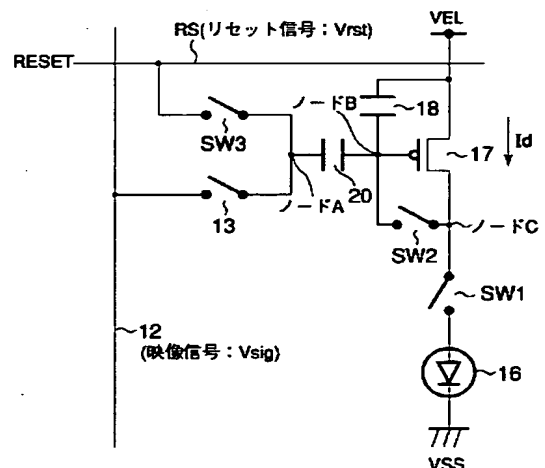 RS(リセット信号：Vrst)
VEL
RESET
ノードB
18
SW3
Id
17
20
13
ノードA
ノードC
SW2
SW1
12
(映像信号：Vsig)
16
VSS